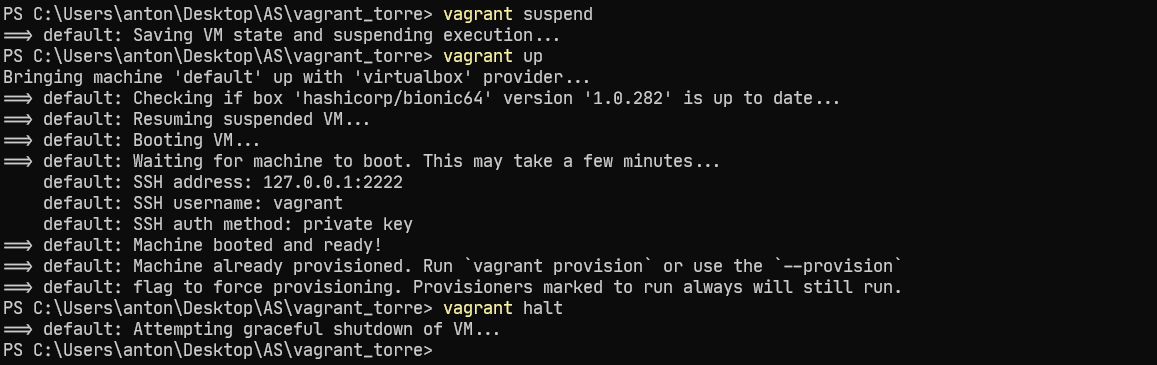 PS C:\Users\anton\Desktop\AS\vagrant_torre> vagrant suspend
==> default: Saving VM state and suspending execution...
PS C:\Users\anton\Desktop\AS\vagrant_torre> vagrant up
Bringing machine 'default' up with 'virtualbox' provider...
==> default: Checking if box 'hashicorp/bionic64' version '1.0.282' is up to date...
==> default: Resuming suspended VM...
==> default: Booting VM...
==> default: Waiting for machine to boot. This may take a few minutes...
    default: SSH address: 127.0.0.1:2222
    default: SSH username: vagrant
    default: SSH auth method: private key
==> default: Machine booted and ready!
==> default: Machine already provisioned. Run `vagrant provision` or use the `--provision`
==> default: flag to force provisioning. Provisioners marked to run always will still run.
PS C:\Users\anton\Desktop\AS\vagrant_torre> vagrant halt
==> default: Attempting graceful shutdown of VM...
PS C:\Users\anton\Desktop\AS\vagrant_torre>